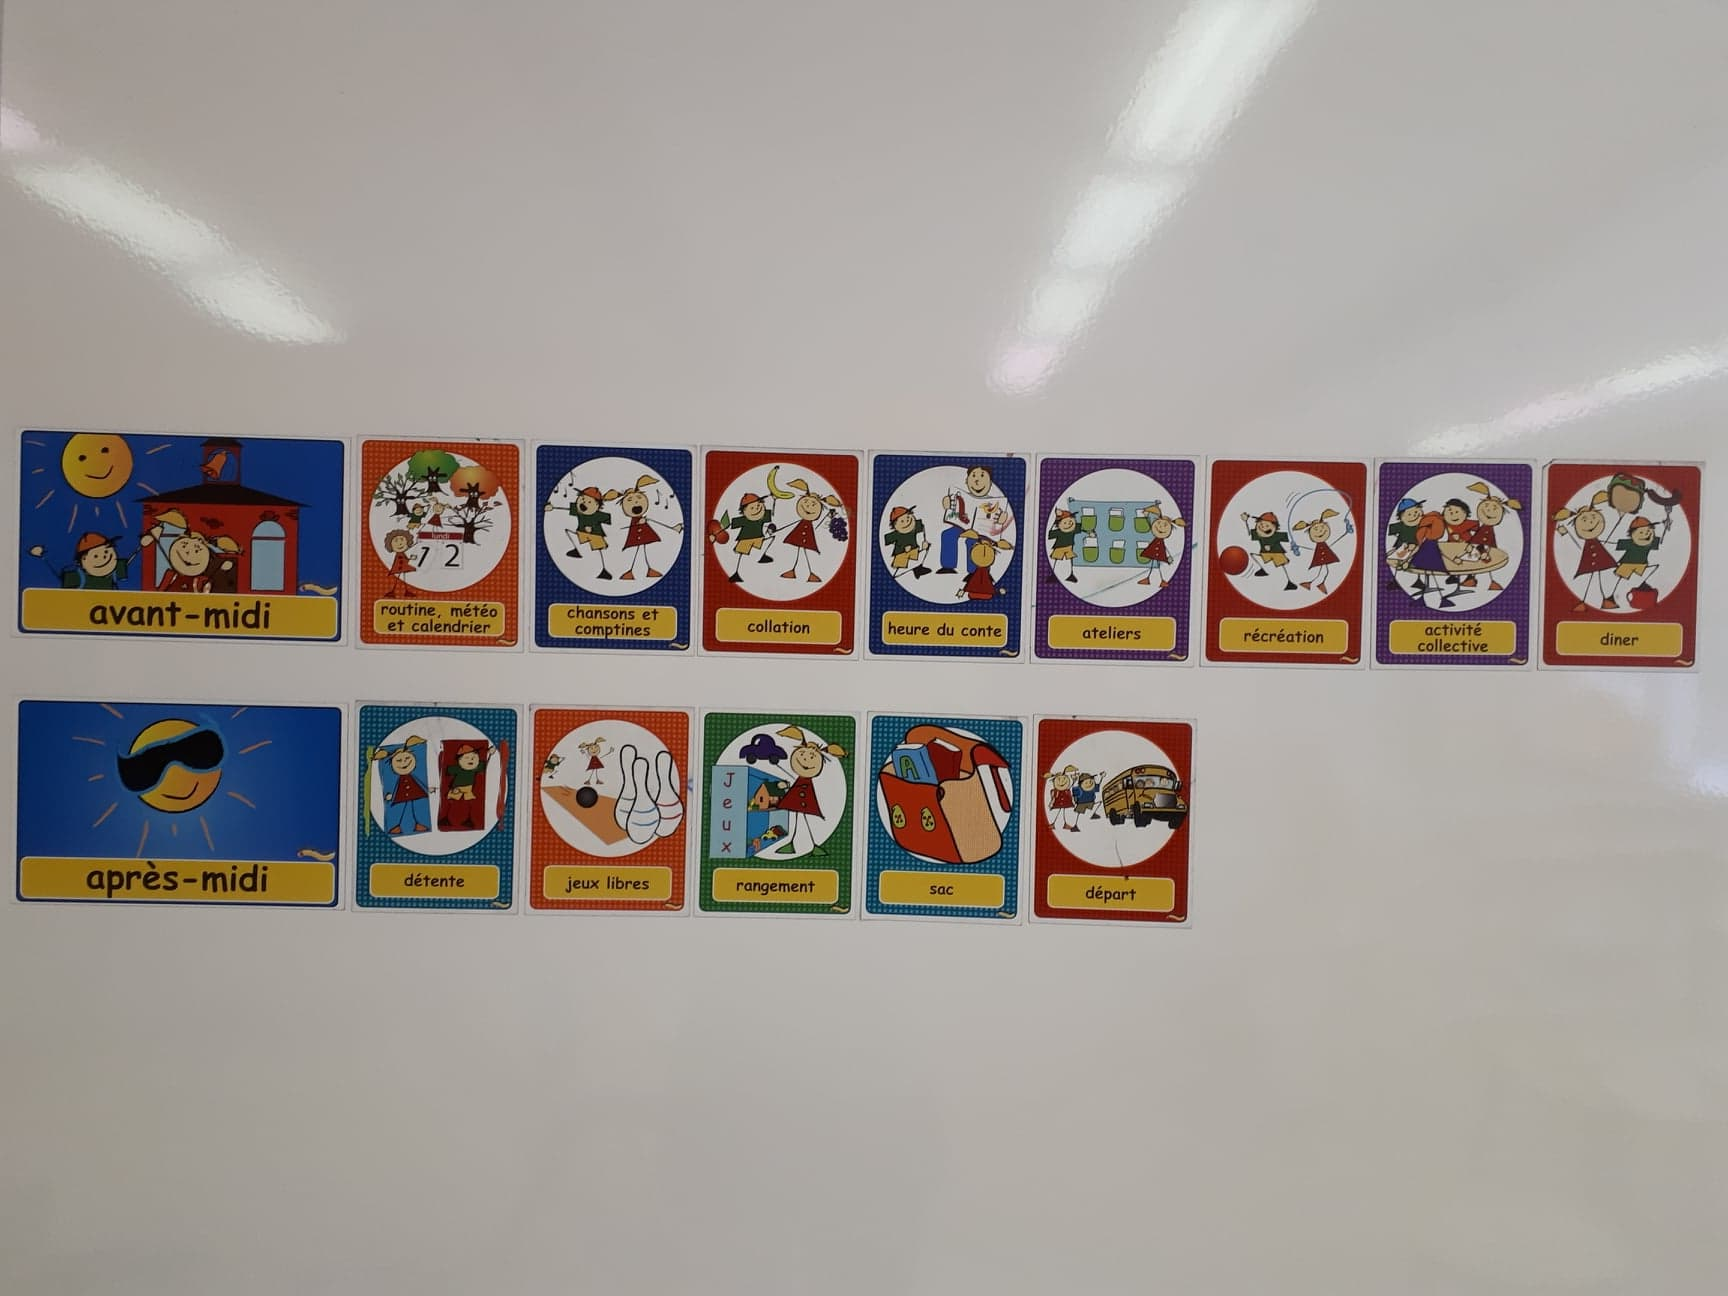 avant-midi
lundi
12
routine, météo
et calendrier
chansons et
comptines
collation
heure du conte
ateliers
récréation
activité
collective
diner
après-midi
détente
jeux libres
Jeux
rangement
A
sac
départ